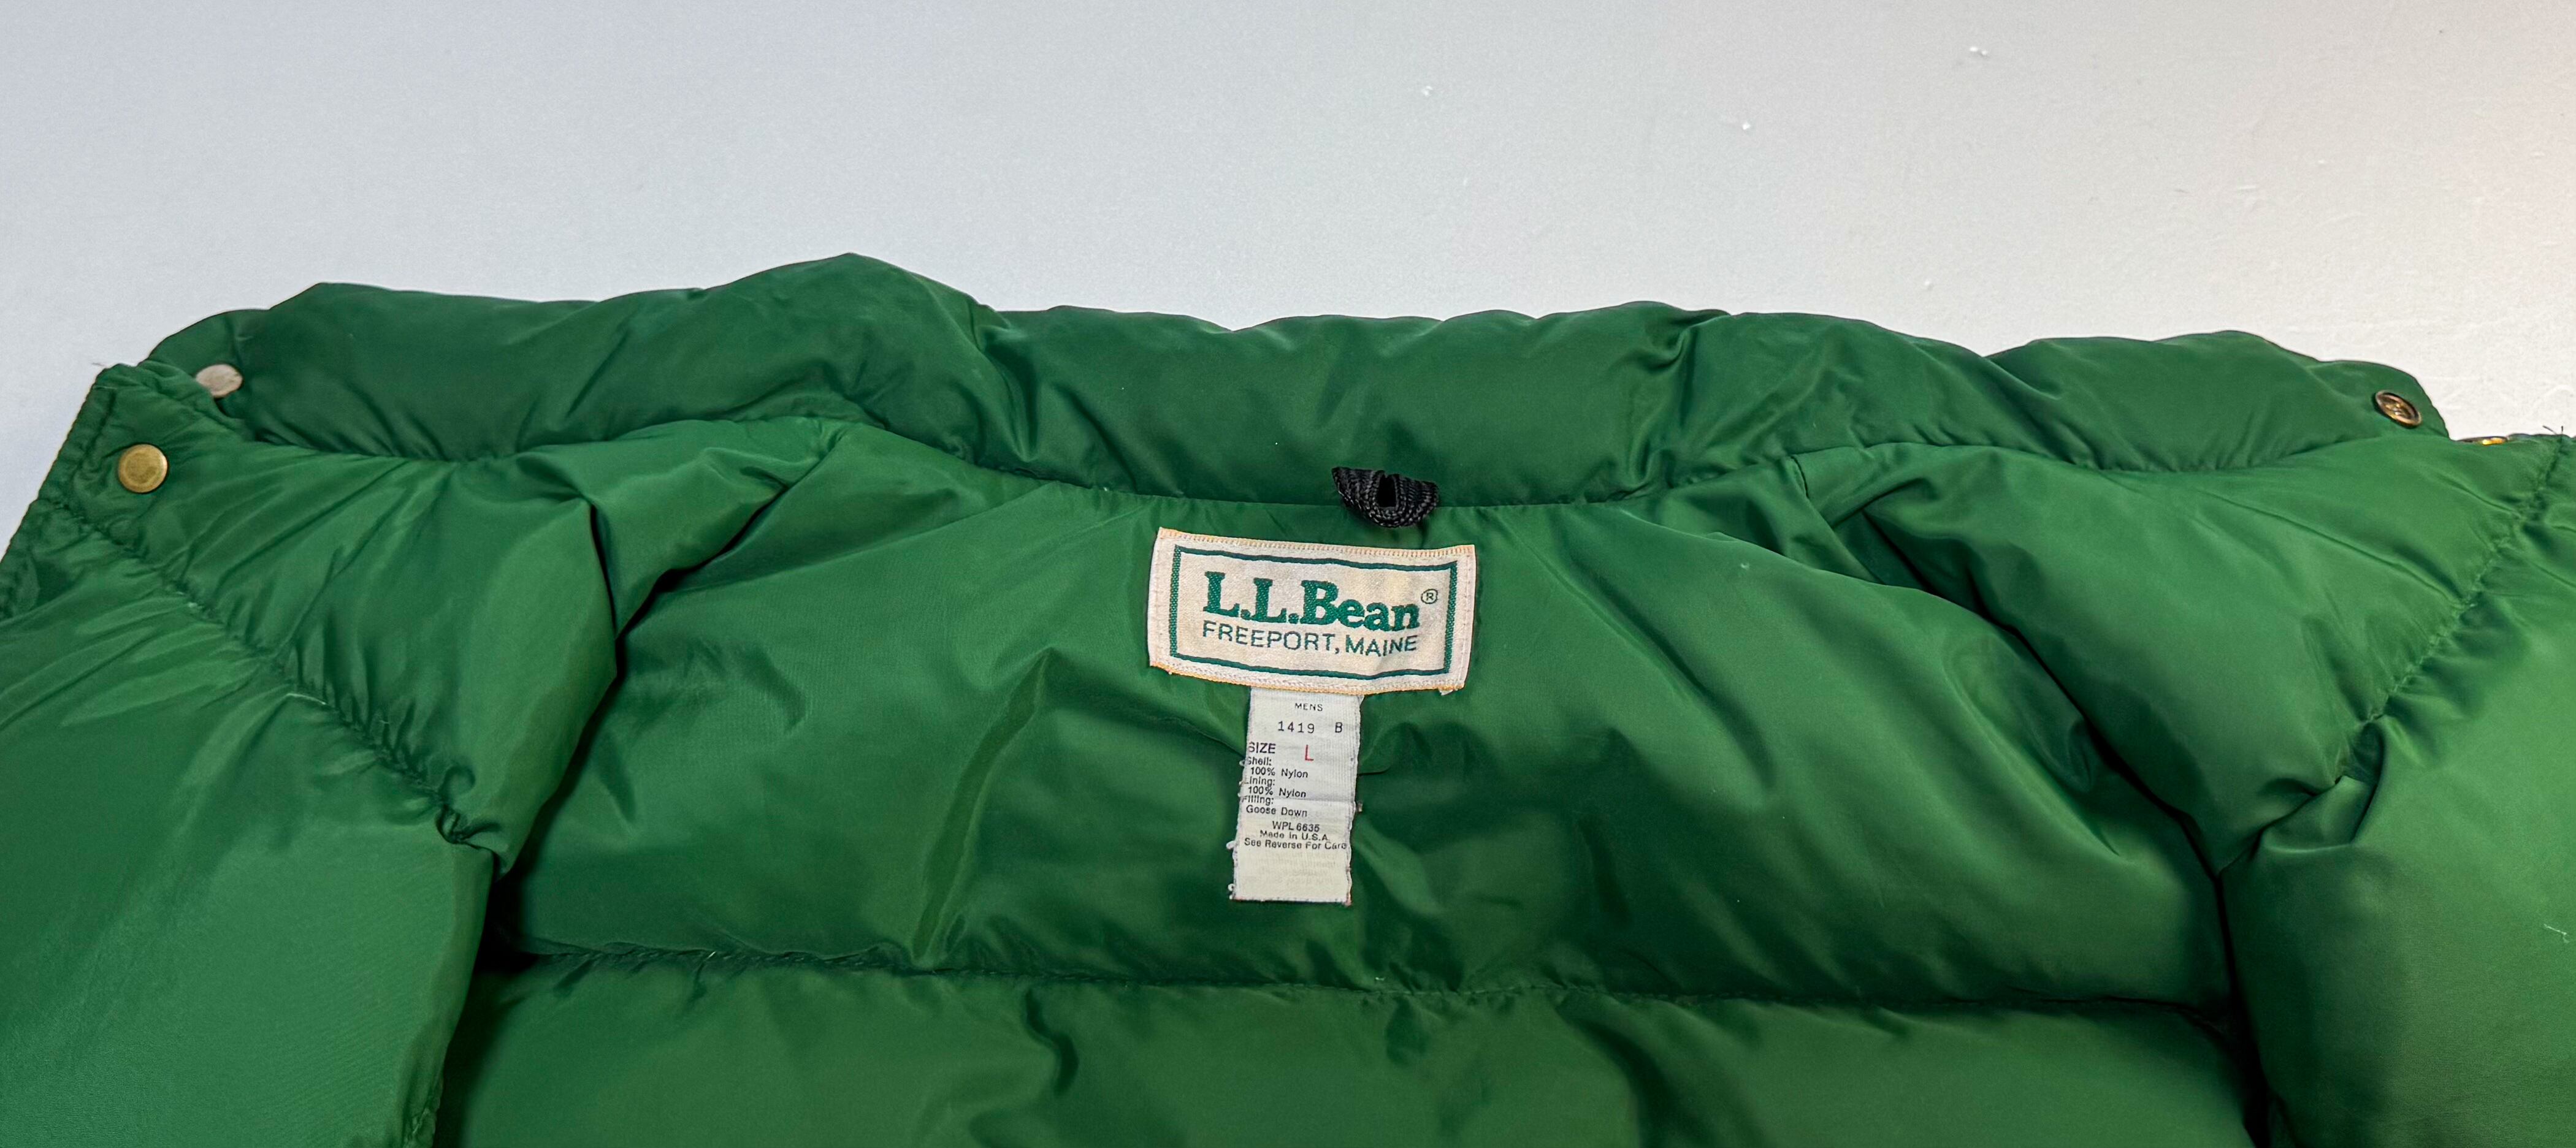 L.L.Bean®
FREEPORT, MAINE
MENS
1419 B
SIZE L
Shell:
100% Nylon
Lining:
100% Nylon
Filling:
Goose Down
WPL 6635
Made in U.S.A.
See Reverse For Care